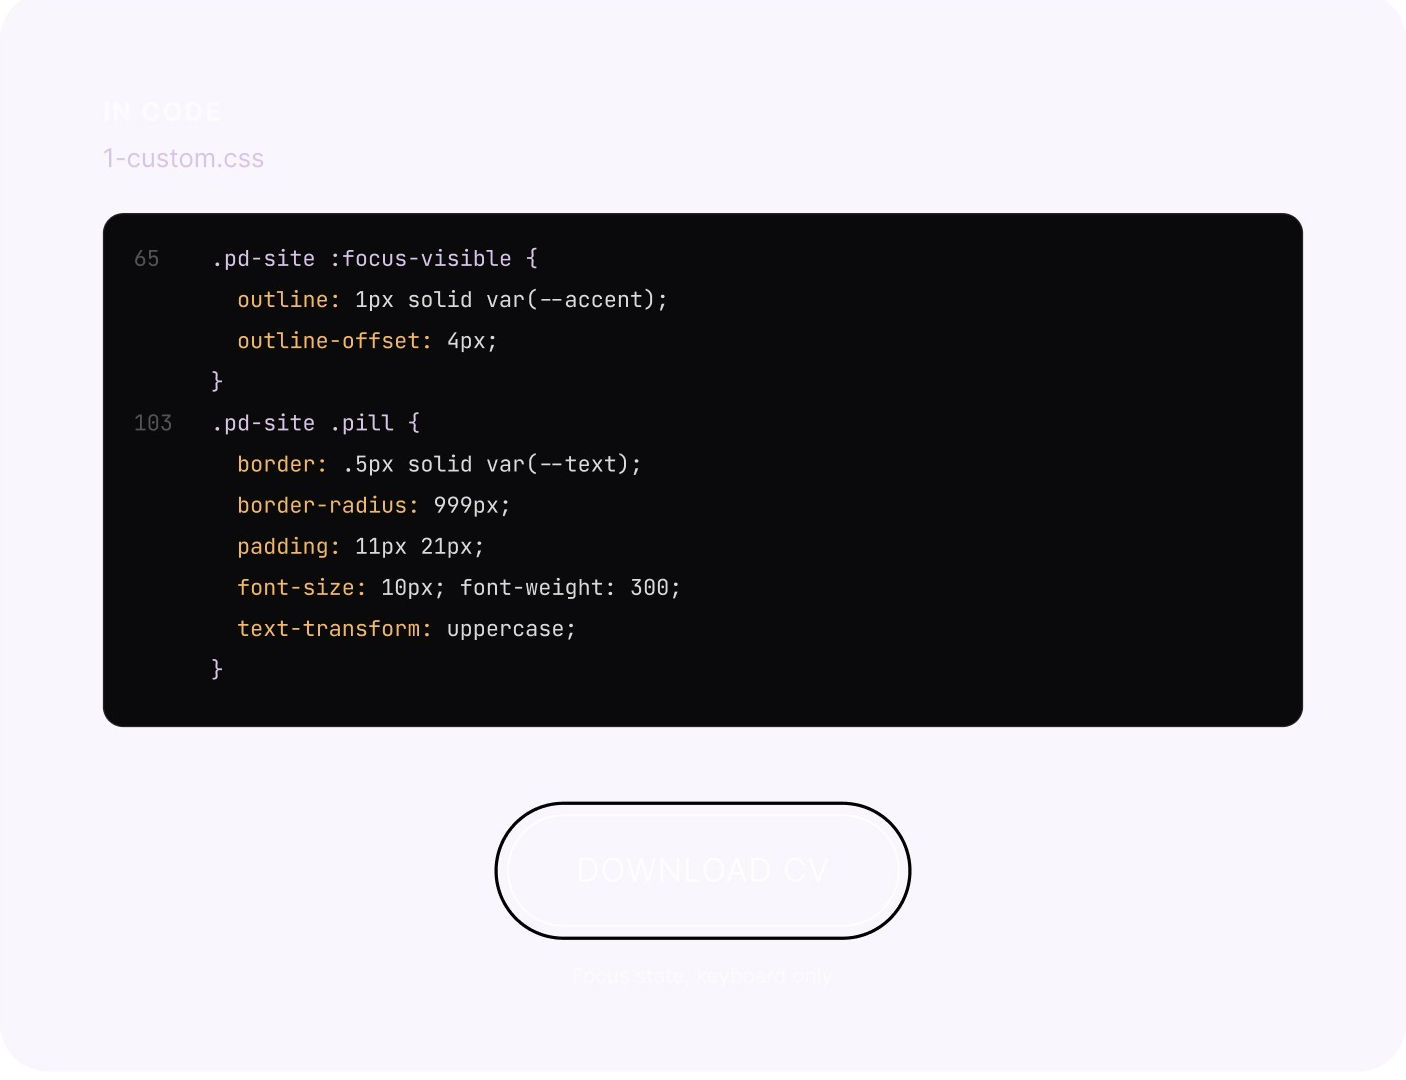 IN CODE
1-custom.css
65 .pd-site :focus-visible {
outline: 1px solid var(--accent);
outline-offset: 4px;
}
103 .pd-site .pill {
border: .5px solid var(--text);
border-radius: 999px;
padding: 11px 21px;
font-size: 10px; font-weight: 300;
text-transform: uppercase;
}
DOWNLOAD CV
Focus state, keyboard only